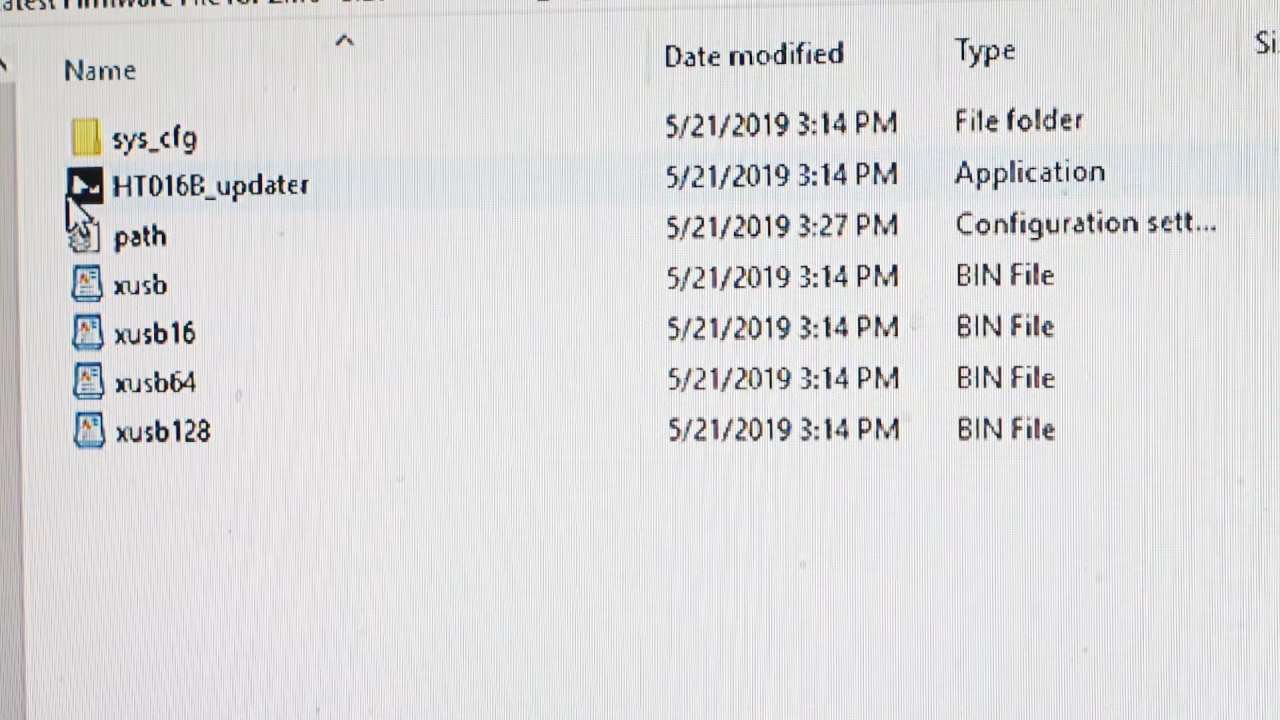 Name Date modified Type
sys_cfg 5/21/2019 3:14 PM File folder
HT016B_updater 5/21/2019 3:14 PM Application
path 5/21/2019 3:27 PM Configuration sett...
xusb 5/21/2019 3:14 PM BIN File
xusb16 5/21/2019 3:14 PM BIN File
xusb64 5/21/2019 3:14 PM BIN File
xusb128 5/21/2019 3:14 PM BIN File